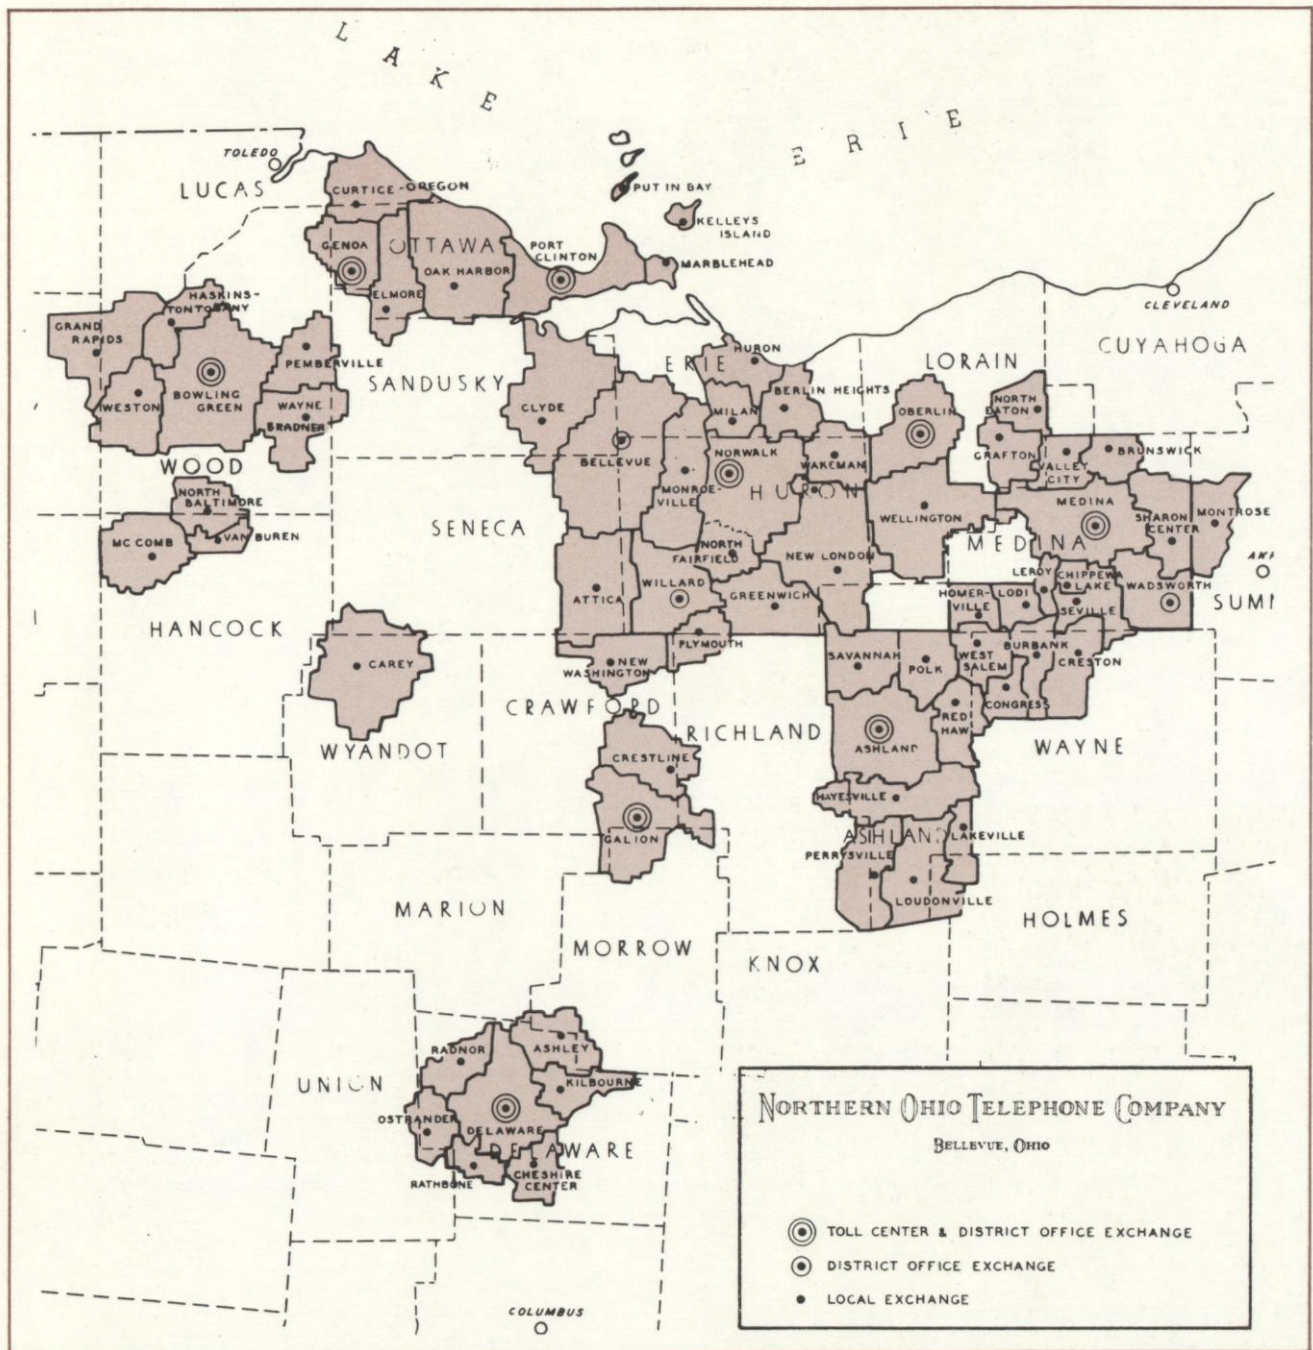 LAKE
ERIE
TOLEDO
LUCAS
CURTICE-OREGON
PUT IN BAY
KELLEYS
ISLAND
GENOA
OTTAWA
PORT
CLINTON
MARBLEHEAD
OAK HARBOR
ELMORE
CLEVELAND
HASKINS-
TONTOGANY
GRAND
RAPIDS
PEMBERVILLE
SANDUSKY
ERIE
HURON
LORAIN
CUYAHOGA
WESTON
BOWLING
GREEN
WAYNE
BRADNER
CLYDE
MILAN
BERLIN HEIGHTS
OBERLIN
NORTH
EATON
WOOD
BELLEVUE
NORWALK
WAKEMAN
GRAFTON
VALLEY
CITY
BRUNSWICK
NORTH
BALTIMORE
MONROE-
VILLE
HURON
WELLINGTON
MEDINA
SHARON
CENTER
MONTROSE
SENECA
MC COMB
VAN BUREN
NORTH
FAIRFIELD
NEW LONDON
MEDINA
AKI
ATTICA
WILLARD
GREENWICH
HOMER-
VILLE
LODI
LEROY
CHIPPEWA
LAKE
SEVILLE
WADSWORTH
SUMI
HANCOCK
CAREY
NEW
WASHINGTON
PLYMOUTH
SAVANNAH
POLK
WEST
SALEM
BURBANK
CRESTON
CRAWFORD
RICHLAND
CONGRESS
RED
HAW
WYANDOT
CRESTLINE
ASHLAND
WAYNE
HAYESVILLE
GALION
ASHLAND
LAKEVILLE
PERRYSVILLE
LOUDONVILLE
MARION
HOLMES
MORROW
KNOX
RADNOR
ASHLEY
UNION
KILBOURNE
OSTRANDER
DELAWARE
DELAWARE
RATHBONE
CHESHIRE
CENTER
COLUMBUS
NORTHERN OHIO TELEPHONE COMPANY
BELLEVUE, OHIO
TOLL CENTER & DISTRICT OFFICE EXCHANGE
DISTRICT OFFICE EXCHANGE
LOCAL EXCHANGE